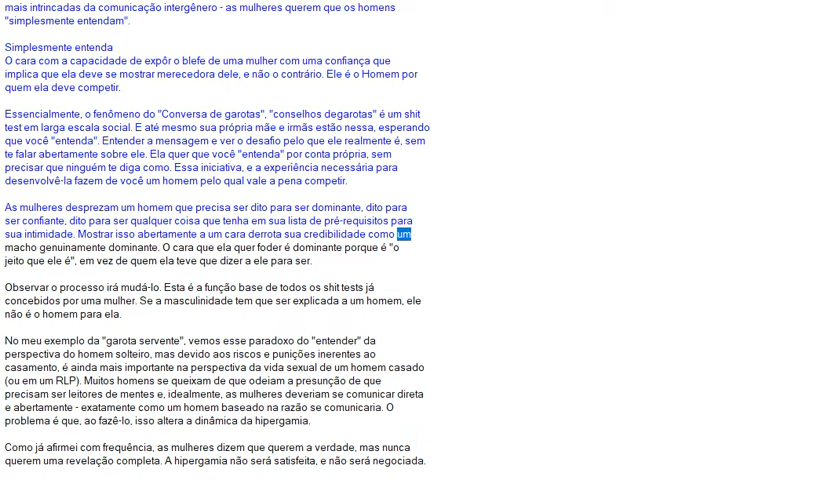 mais intrincadas da comunicação intergênero - as mulheres querem que os homens
"simplesmente entendam".
Simplesmente entenda
O cara com a capacidade de expôr o blefe de uma mulher com uma confiança que
implica que ela deve se mostrar merecedora dele, e não o contrário. Ele é o Homem por
quem ela deve competir.
Essencialmente, o fenômeno do "Conversa de garotas", "conselhos degarotas" é um shit
test em larga escala social. E até mesmo sua própria mãe e irmãs estão nessa, esperando
que você "entenda". Entender a mensagem e ver o desafio pelo que ele realmente é, sem
te falar abertamente sobre ele. Ela quer que você "entenda" por conta própria, sem
precisar que ninguém te diga como. Essa iniciativa, e a experiência necessária para
desenvolvê-la fazem de você um homem pelo qual vale a pena competir.
As mulheres desprezam um homem que precisa ser dito para ser dominante, dito para
ser confiante, dito para ser qualquer coisa que tenha em sua lista de pré-requisitos para
sua intimidade. Mostrar isso abertamente a um cara derrota sua credibilidade como um
macho genuinamente dominante. O cara que ela quer foder é dominante porque é "o
jeito que ele é", em vez de quem ela teve que dizer a ele para ser.
Observar o processo irá mudá-lo. Esta é a função base de todos os shit tests já
concebidos por uma mulher. Se a masculinidade tem que ser explicada a um homem, ele
não é o homem para ela.
No meu exemplo da "garota servente", vemos esse paradoxo do "entender" da
perspectiva do homem solteiro, mas devido aos riscos e punições inerentes ao
casamento, é ainda mais importante na perspectiva da vida sexual de um homem casado
(ou em um RLP). Muitos homens se queixam de que odeiam a presunção de que
precisam ser leitores de mentes e, idealmente, as mulheres deveriam se comunicar direta
e abertamente - exatamente como um homem baseado na razão se comunicaria. O
problema é que, ao fazê-lo, isso altera a dinâmica da hipergamia.
Como já afirmei com frequência, as mulheres dizem que querem a verdade, mas nunca
querem uma revelação completa. A hipergamia não será satisfeita, e não será negociada.